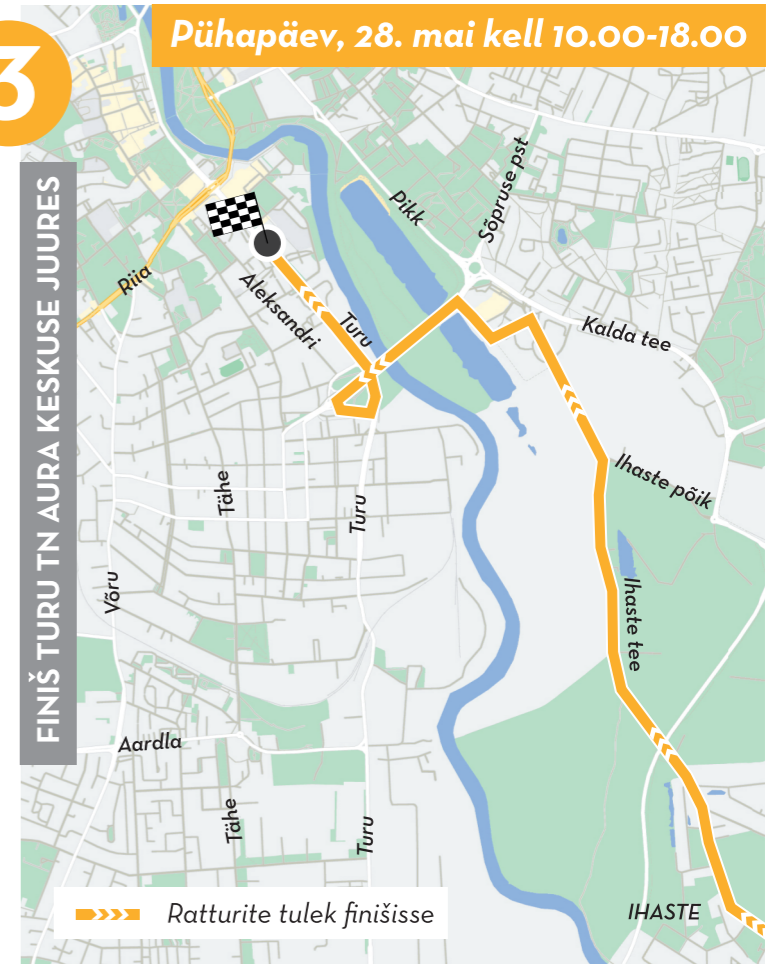 Pühapäev, 28. mai kell 10.00-18.00
3
FINIŠ TURU TN AURA KESKUSE JUURES
Sõpruse pst
Pikk
Riia
Aleksandri
Turu
Kalda tee
Ihaste põik
Tähe
Turu
Võru
Ihaste tee
Aardla
Tähe
Turu
IHASTE
Ratturite tulek finišisse